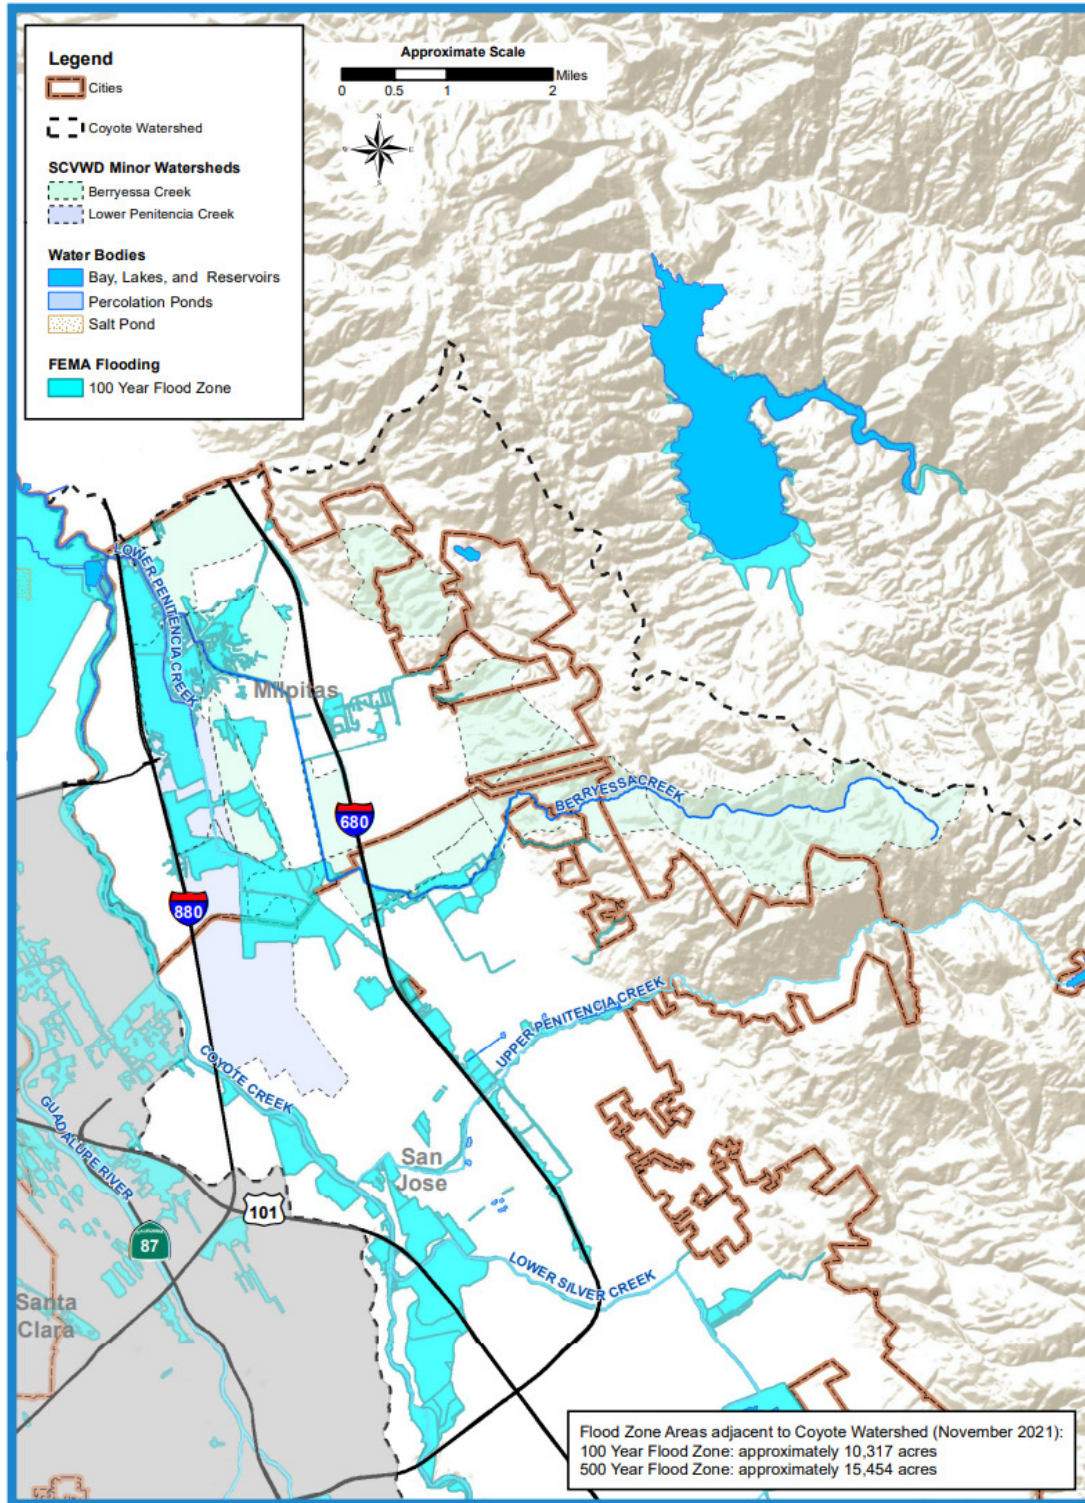 Legend
Cities
Coyote Watershed
SCVWD Minor Watersheds
Berryessa Creek
Lower Penitencia Creek
Water Bodies
Bay, Lakes, and Reservoirs
Percolation Ponds
Salt Pond
FEMA Flooding
100 Year Flood Zone
Approximate Scale
Miles
0 0.5 1 2
N
W E
S
LOWER PENITENCIA CREEK
Milpitas
BERRYESSA CREEK
680
880
UPPER PENITENCIA CREEK
COYOTE CREEK
GUADALUPE RIVER
San
Jose
101
CALIFORNIA
87
LOWER SILVER CREEK
Santa
Clara
Flood Zone Areas adjacent to Coyote Watershed (November 2021):
100 Year Flood Zone: approximately 10,317 acres
500 Year Flood Zone: approximately 15,454 acres